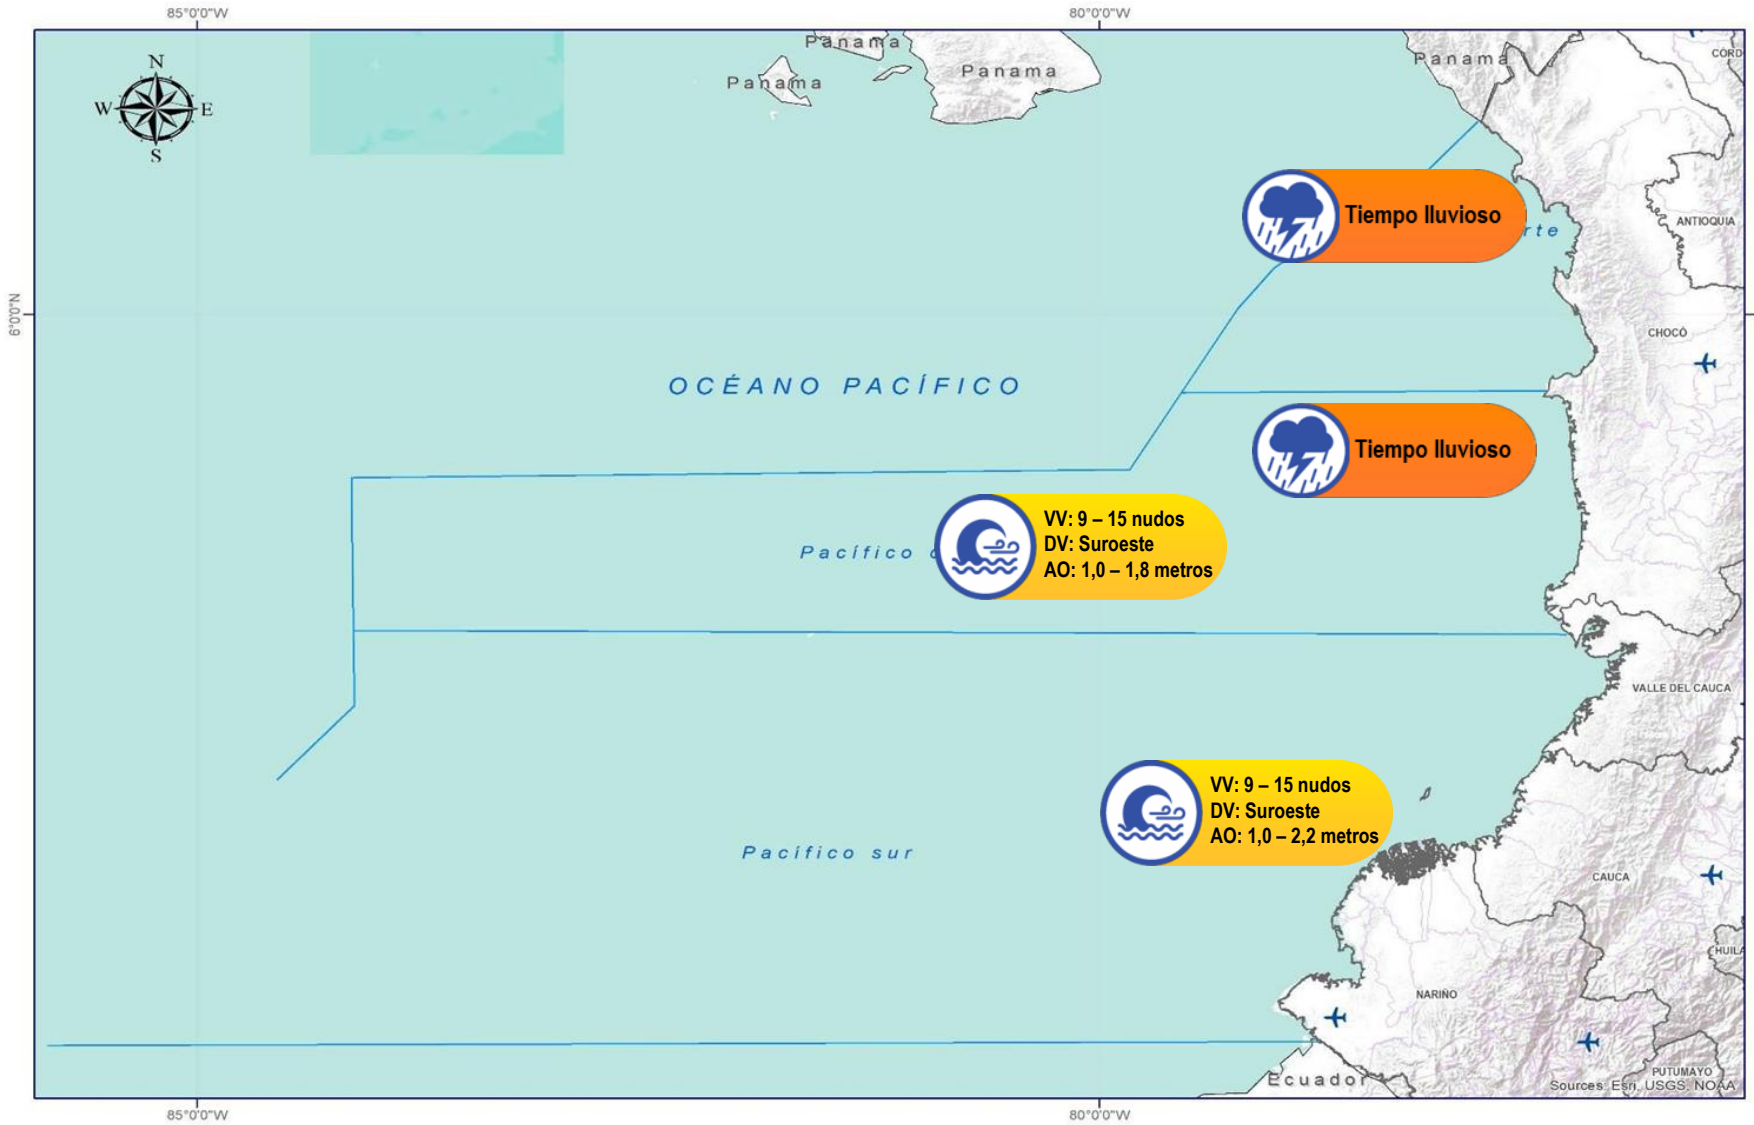 85°0'0"W
80°0'0"W
N
W
E
S
Panama
Panama
Panama
Panama
ANTIOQUIA
Tiempo lluvioso
6°0'0"N
CHOCÓ
OCÉANO PACÍFICO
Tiempo lluvioso
VV: 9 – 15 nudos
DV: Suroeste
AO: 1,0 – 1,8 metros
Pacífico
VALLE DEL CAUCA
VV: 9 – 15 nudos
DV: Suroeste
AO: 1,0 – 2,2 metros
Pacífico sur
CAUCA
HUILA
NARIÑO
PUTUMAYO
Ecuador
Sources: Esri, USGS, NOAA
85°0'0"W
80°0'0"W